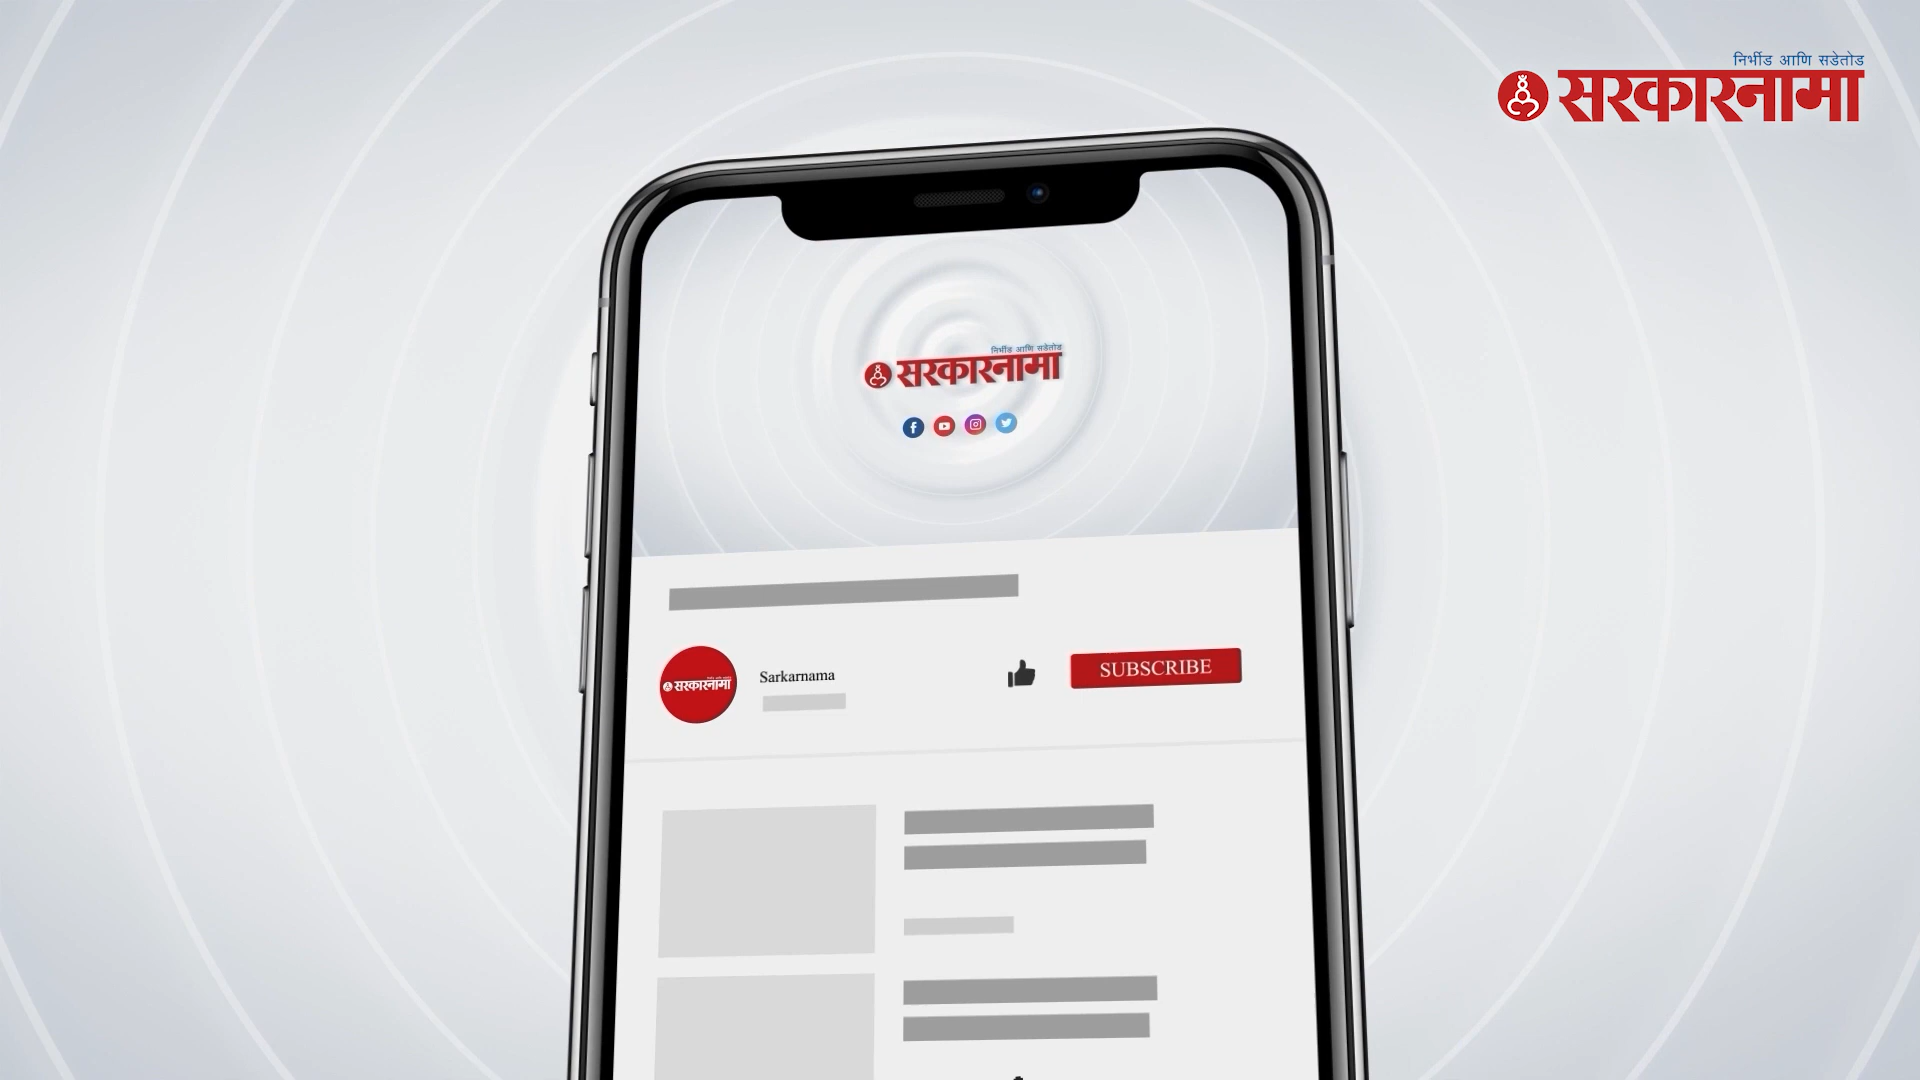 निर्भीड आणि सडेतोड
सरकारनामा
निर्भीड आणि सडेतोड
सरकारनामा
सरकारनामा
Sarkarnama
SUBSCRIBE